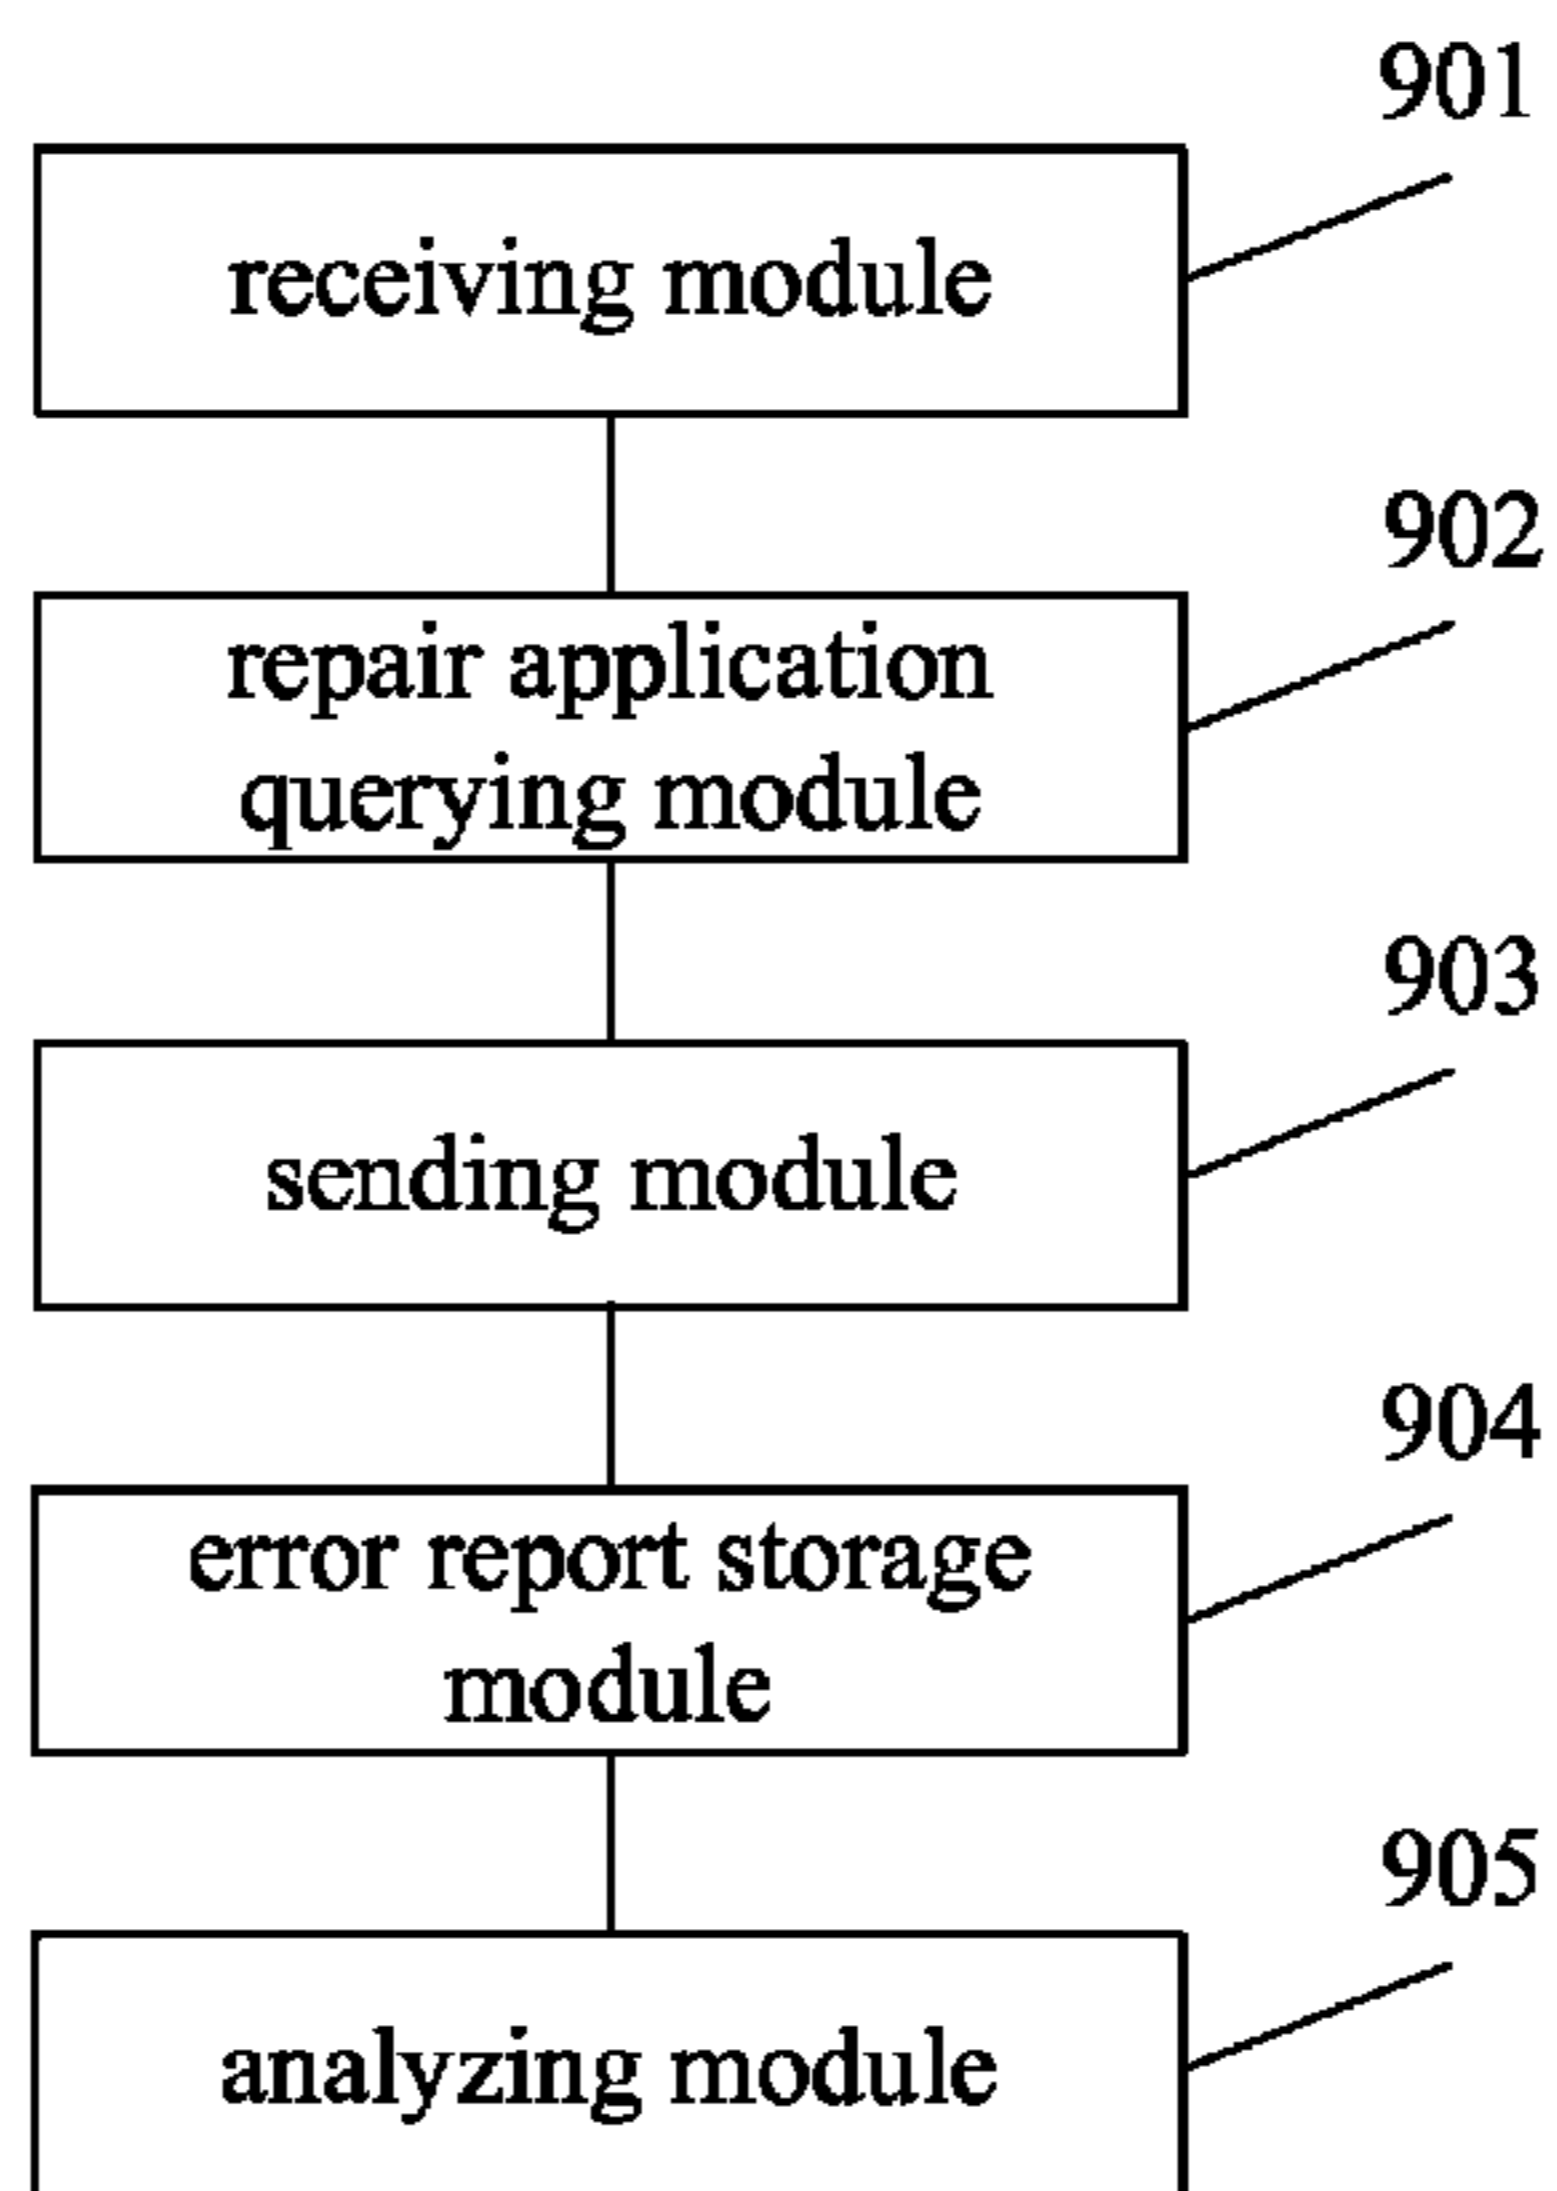 901
receiving module
902
repair application
querying module
903
sending module
904
error report storage
module
905
analyzing module